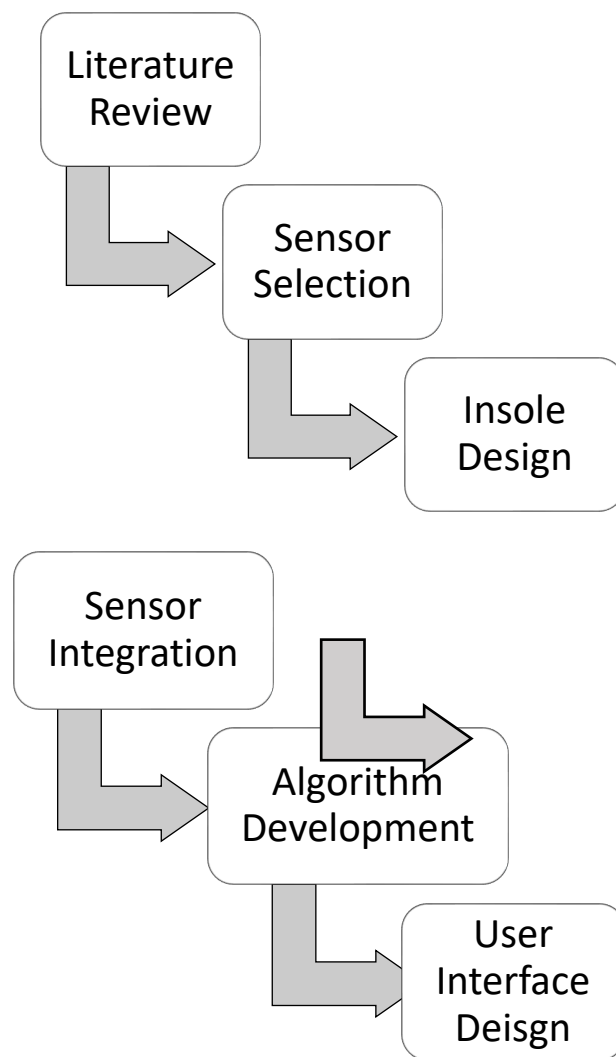 Literature
Review
Sensor
Selection
Insole
Design
Sensor
Integration
Algorithm
Development
User
Interface
Deisgn